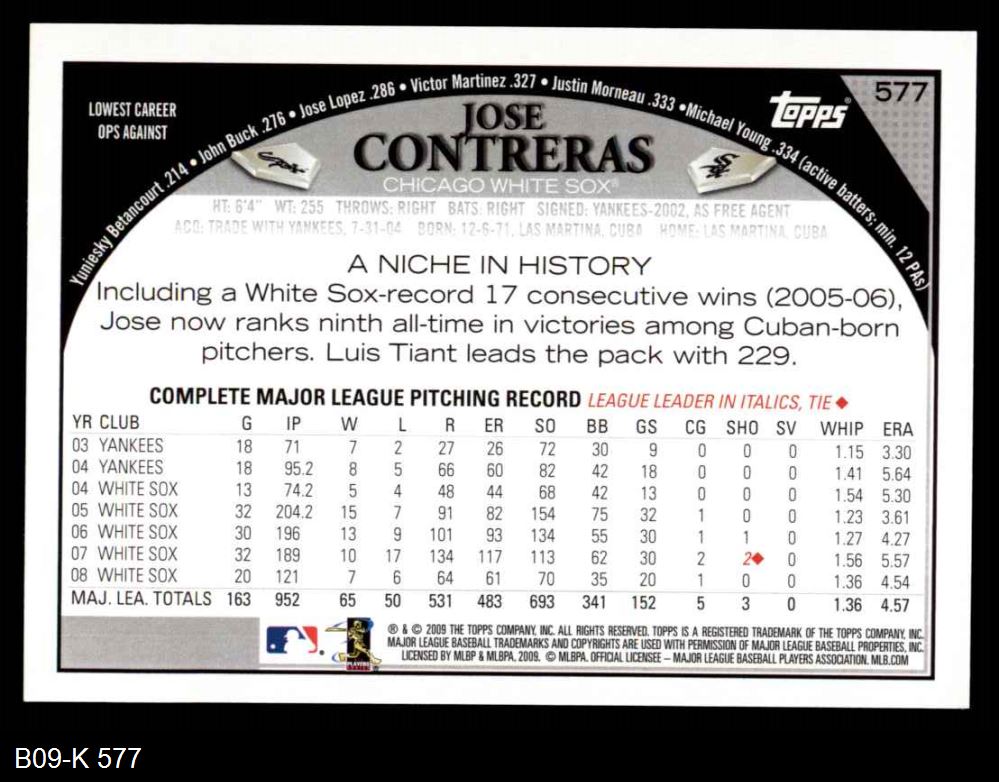 577
topps®
LOWEST CAREER
OPS AGAINST
Yuniesky Betancourt .214 • John Buck .276 • Jose Lopez .286 • Victor Martinez .327 • Justin Morneau .333 • Michael Young .334 (active batters; min. 12 PAs)
JOSE
CONTRERAS
CHICAGO WHITE SOX®
HT: 6'4" WT: 255 THROWS: RIGHT BATS: RIGHT SIGNED: YANKEES-2002, AS FREE AGENT
ACQ: TRADE WITH YANKEES, 7-31-04 BORN: 12-6-71, LAS MARTINA, CUBA HOME: LAS MARTINA, CUBA
A NICHE IN HISTORY
Including a White Sox-record 17 consecutive wins (2005-06),
Jose now ranks ninth all-time in victories among Cuban-born
pitchers. Luis Tiant leads the pack with 229.
COMPLETE MAJOR LEAGUE PITCHING RECORD LEAGUE LEADER IN ITALICS, TIE ♦
YR CLUB G IP W L R ER SO BB GS CG SHO SV WHIP ERA
03 YANKEES 18 71 7 2 27 26 72 30 9 0 0 0 1.15 3.30
04 YANKEES 18 95.2 8 5 66 60 82 42 18 0 0 0 1.41 5.64
04 WHITE SOX 13 74.2 5 4 48 44 68 42 13 0 0 0 1.54 5.30
05 WHITE SOX 32 204.2 15 7 91 82 154 75 32 1 0 0 1.23 3.61
06 WHITE SOX 30 196 13 9 101 93 134 55 30 1 1 0 1.27 4.27
07 WHITE SOX 32 189 10 17 134 117 113 62 30 2 2♦ 0 1.56 5.57
08 WHITE SOX 20 121 7 6 64 61 70 35 20 1 0 0 1.36 4.54
MAJ. LEA. TOTALS 163 952 65 50 531 483 693 341 152 5 3 0 1.36 4.57
® & © 2009 THE TOPPS COMPANY, INC. ALL RIGHTS RESERVED. TOPPS IS A REGISTERED TRADEMARK OF THE TOPPS COMPANY, INC.
MAJOR LEAGUE BASEBALL TRADEMARKS AND COPYRIGHTS ARE USED WITH PERMISSION OF MAJOR LEAGUE BASEBALL PROPERTIES, INC.
LICENSED BY MLBP & MLBPA, 2009. © MLBPA. OFFICIAL LICENSEE – MAJOR LEAGUE BASEBALL PLAYERS ASSOCIATION. MLB.COM
B09-K 577